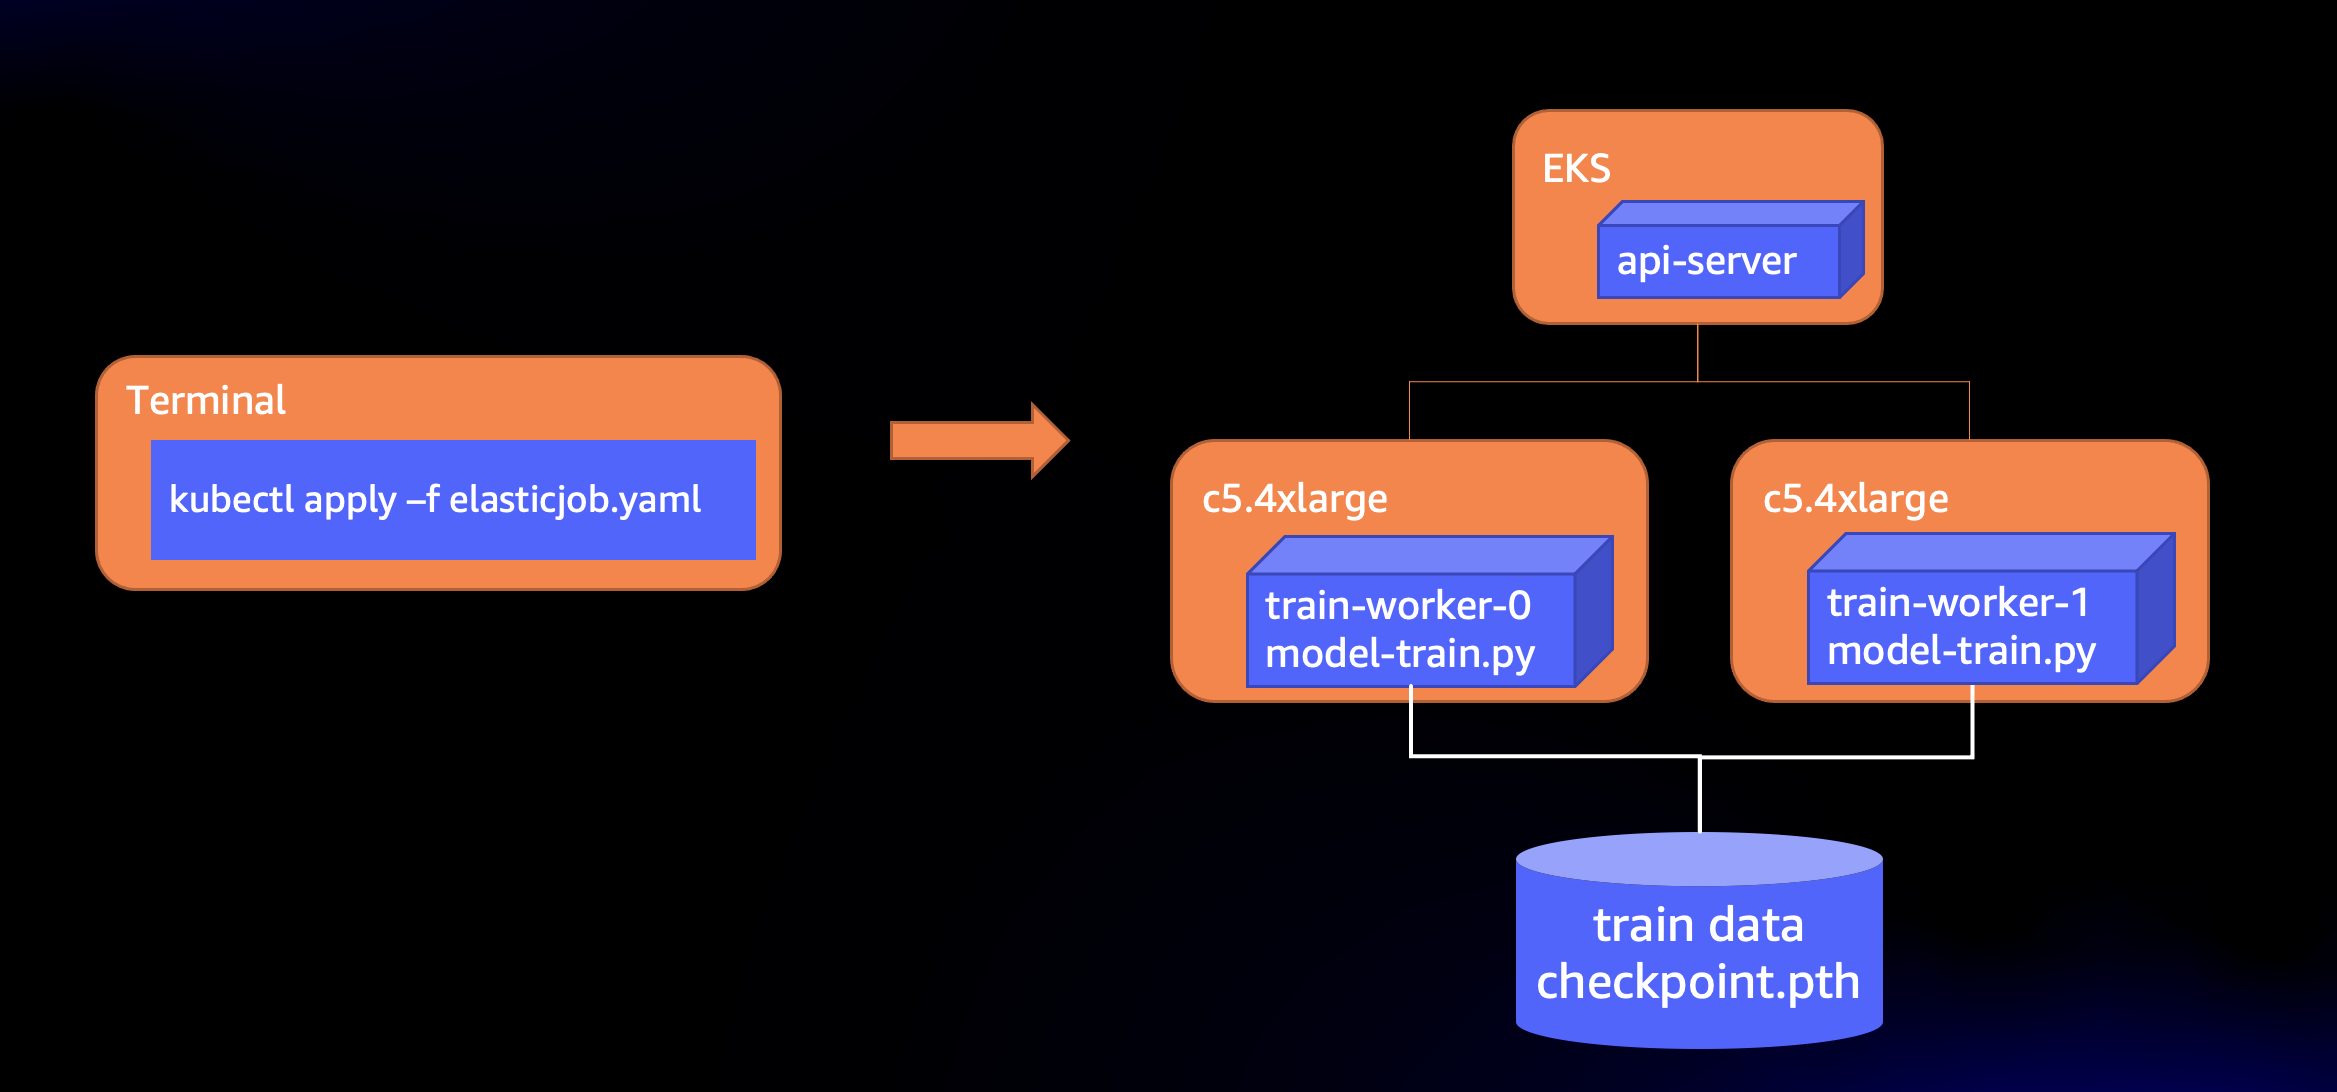 Terminal
kubectl apply –f elasticjob.yaml
EKS
api-server
c5.4xlarge
train-worker-0
model-train.py
c5.4xlarge
train-worker-1
model-train.py
train data
checkpoint.pth